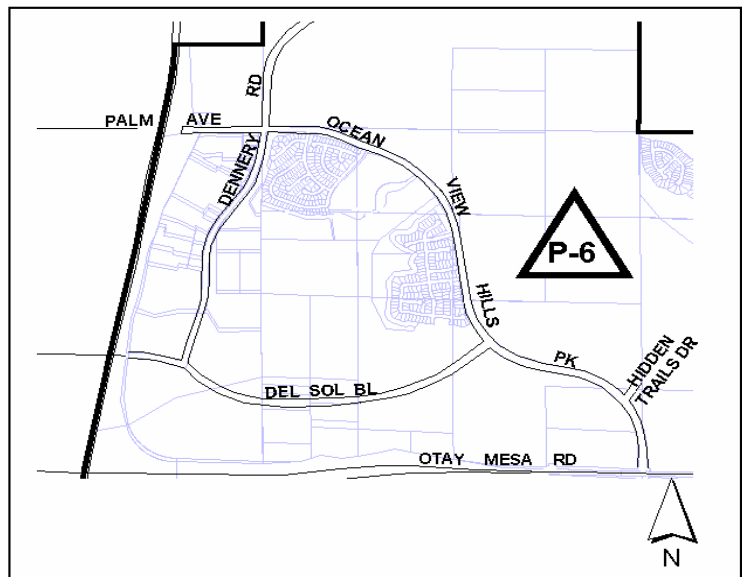 PALM AVE
DENNERY RD
OCEAN VIEW HILLS PK
P-6
HIDDEN
TRAILS DR
DEL SOL BL
OTAY MESA RD
N